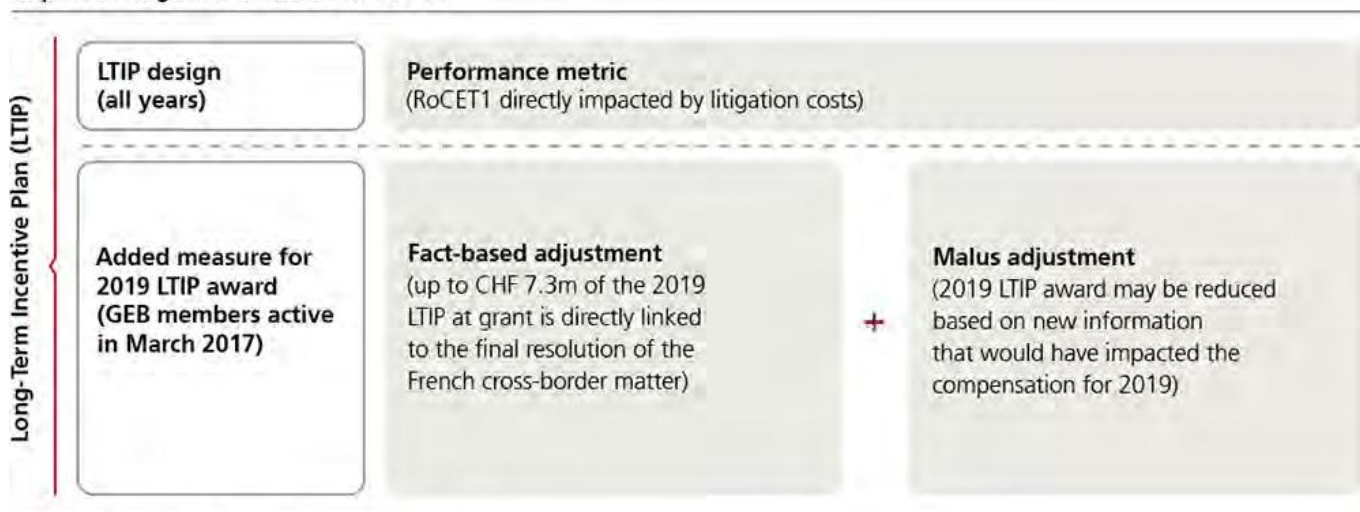 Long-Term Incentive Plan (LTIP)
LTIP design
(all years)
Performance metric
(RoCET1 directly impacted by litigation costs)
Added measure for
2019 LTIP award
(GEB members active
in March 2017)
Fact-based adjustment
(up to CHF 7.3m of the 2019
LTIP at grant is directly linked
to the final resolution of the
French cross-border matter)
+
Malus adjustment
(2019 LTIP award may be reduced
based on new information
that would have impacted the
compensation for 2019)